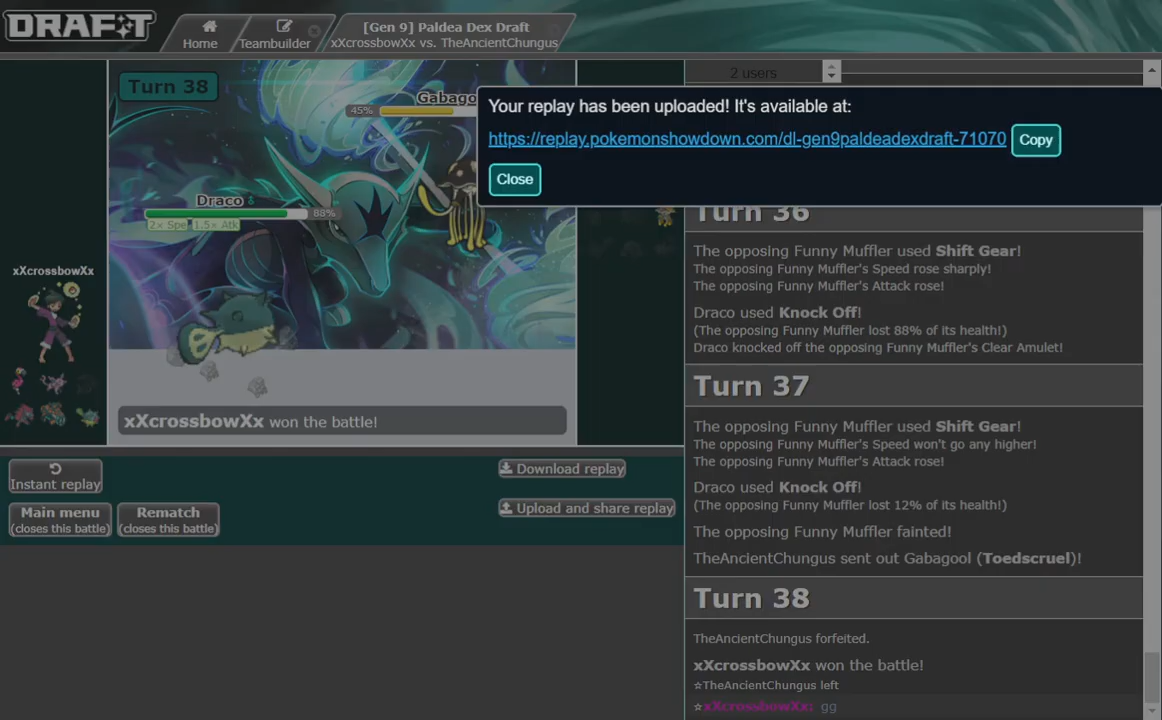 DRAFT
Home
Teambuilder
[Gen 9] Paldea Dex Draft
xXcrossbowXx vs. TheAncientChungus
Turn 38
45%
Gabago
Draco
88%
2× Spe 1.5× Atk
xXcrossbowXx
xXcrossbowXx won the battle!
Instant replay
Download replay
Main menu
(closes this battle)
Rematch
(closes this battle)
Upload and share replay
2 users
Your replay has been uploaded! It's available at:
https://replay.pokemonshowdown.com/dl-gen9paldeadexdraft-71070 Copy
Close
Turn 36
The opposing Funny Muffler used Shift Gear!
The opposing Funny Muffler's Speed rose sharply!
The opposing Funny Muffler's Attack rose!
Draco used Knock Off!
(The opposing Funny Muffler lost 88% of its health!)
Draco knocked off the opposing Funny Muffler's Clear Amulet!
Turn 37
The opposing Funny Muffler used Shift Gear!
The opposing Funny Muffler's Speed won't go any higher!
The opposing Funny Muffler's Attack rose!
Draco used Knock Off!
(The opposing Funny Muffler lost 12% of its health!)
The opposing Funny Muffler fainted!
TheAncientChungus sent out Gabagool (Toedscruel)!
Turn 38
TheAncientChungus forfeited.
xXcrossbowXx won the battle!
☆TheAncientChungus left
☆xXcrossbowXx: gg